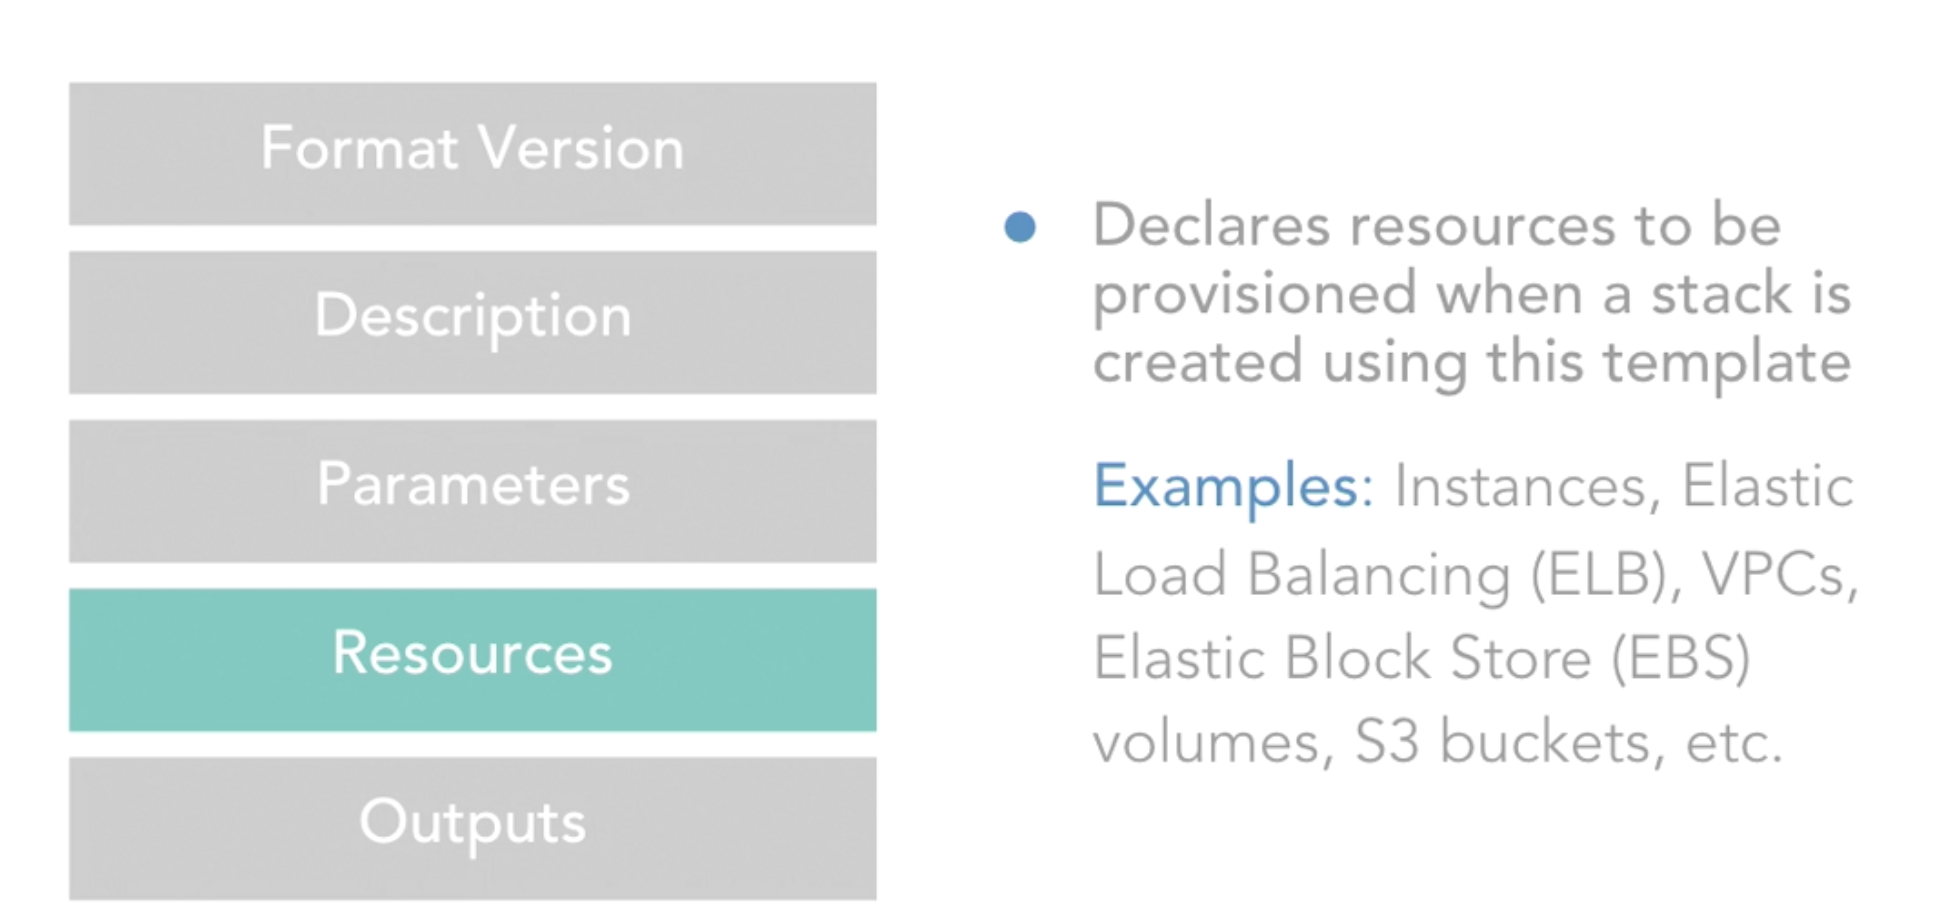 Format Version
Description
Parameters
Resources
Outputs
Declares resources to be
provisioned when a stack is
created using this template
Examples: Instances, Elastic
Load Balancing (ELB), VPCs,
Elastic Block Store (EBS)
volumes, S3 buckets, etc.